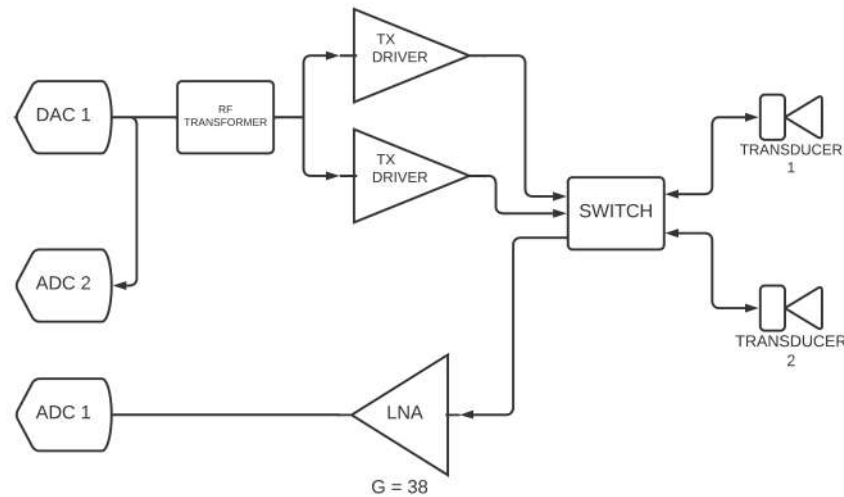 TX
DRIVER
DAC 1
RF
TRANSFORMER
TRANSDUCER
1
TX
DRIVER
SWITCH
ADC 2
TRANSDUCER
2
ADC 1
LNA
G = 38